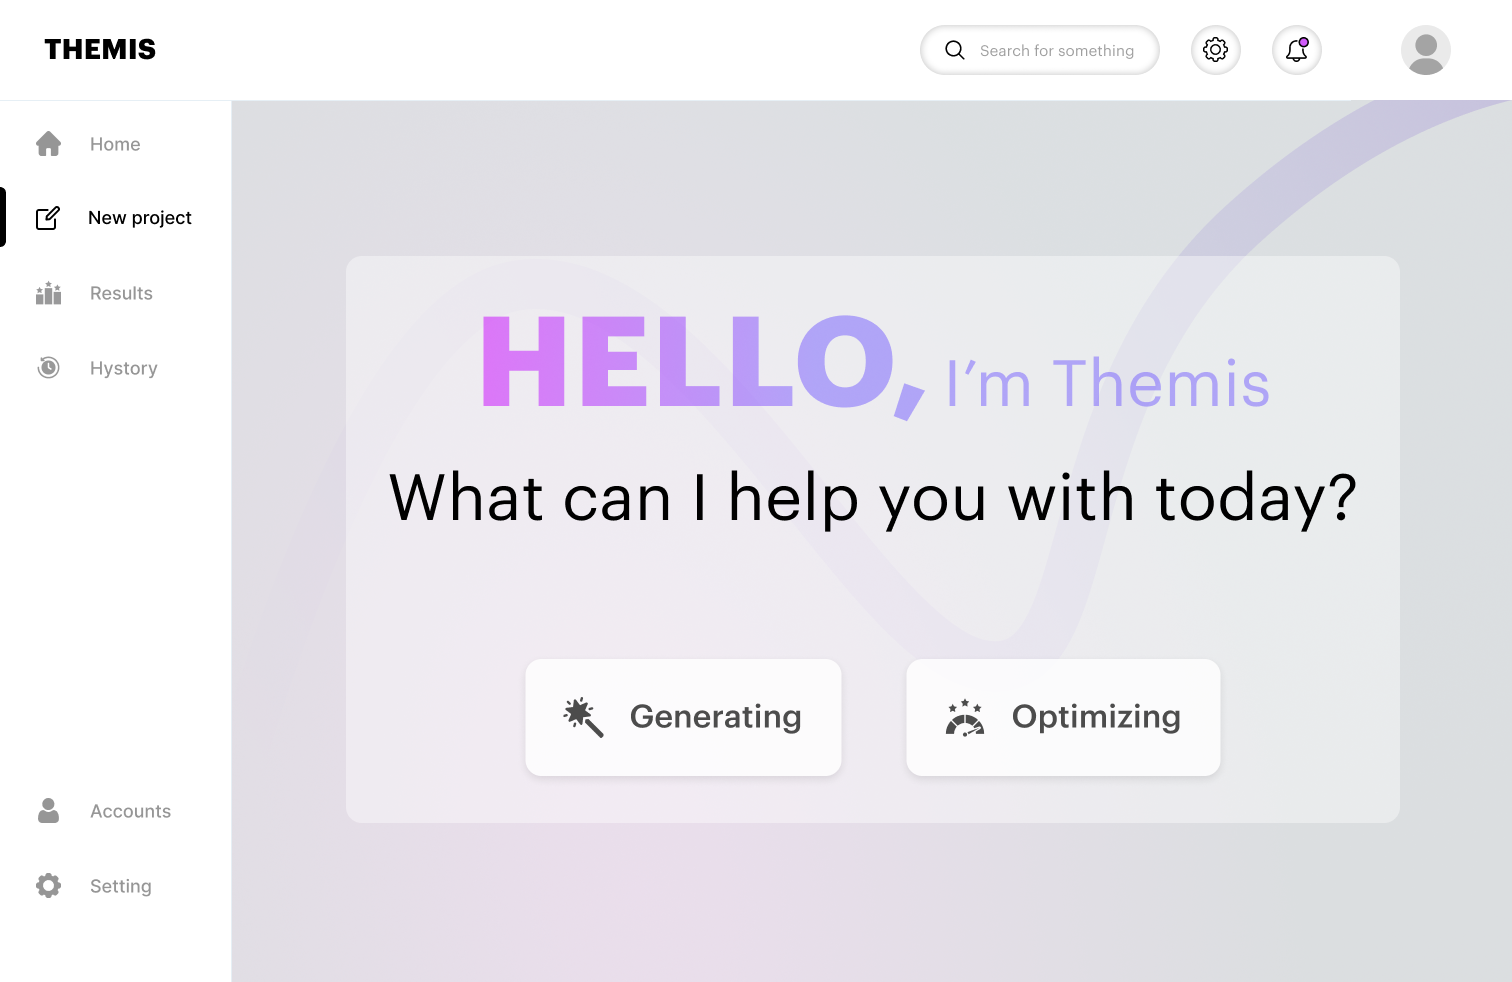 THEMIS
Search for something
Home
New project
Results
Hystory
HELLO, I’m Themis
What can I help you with today?
Generating
Optimizing
Accounts
Setting